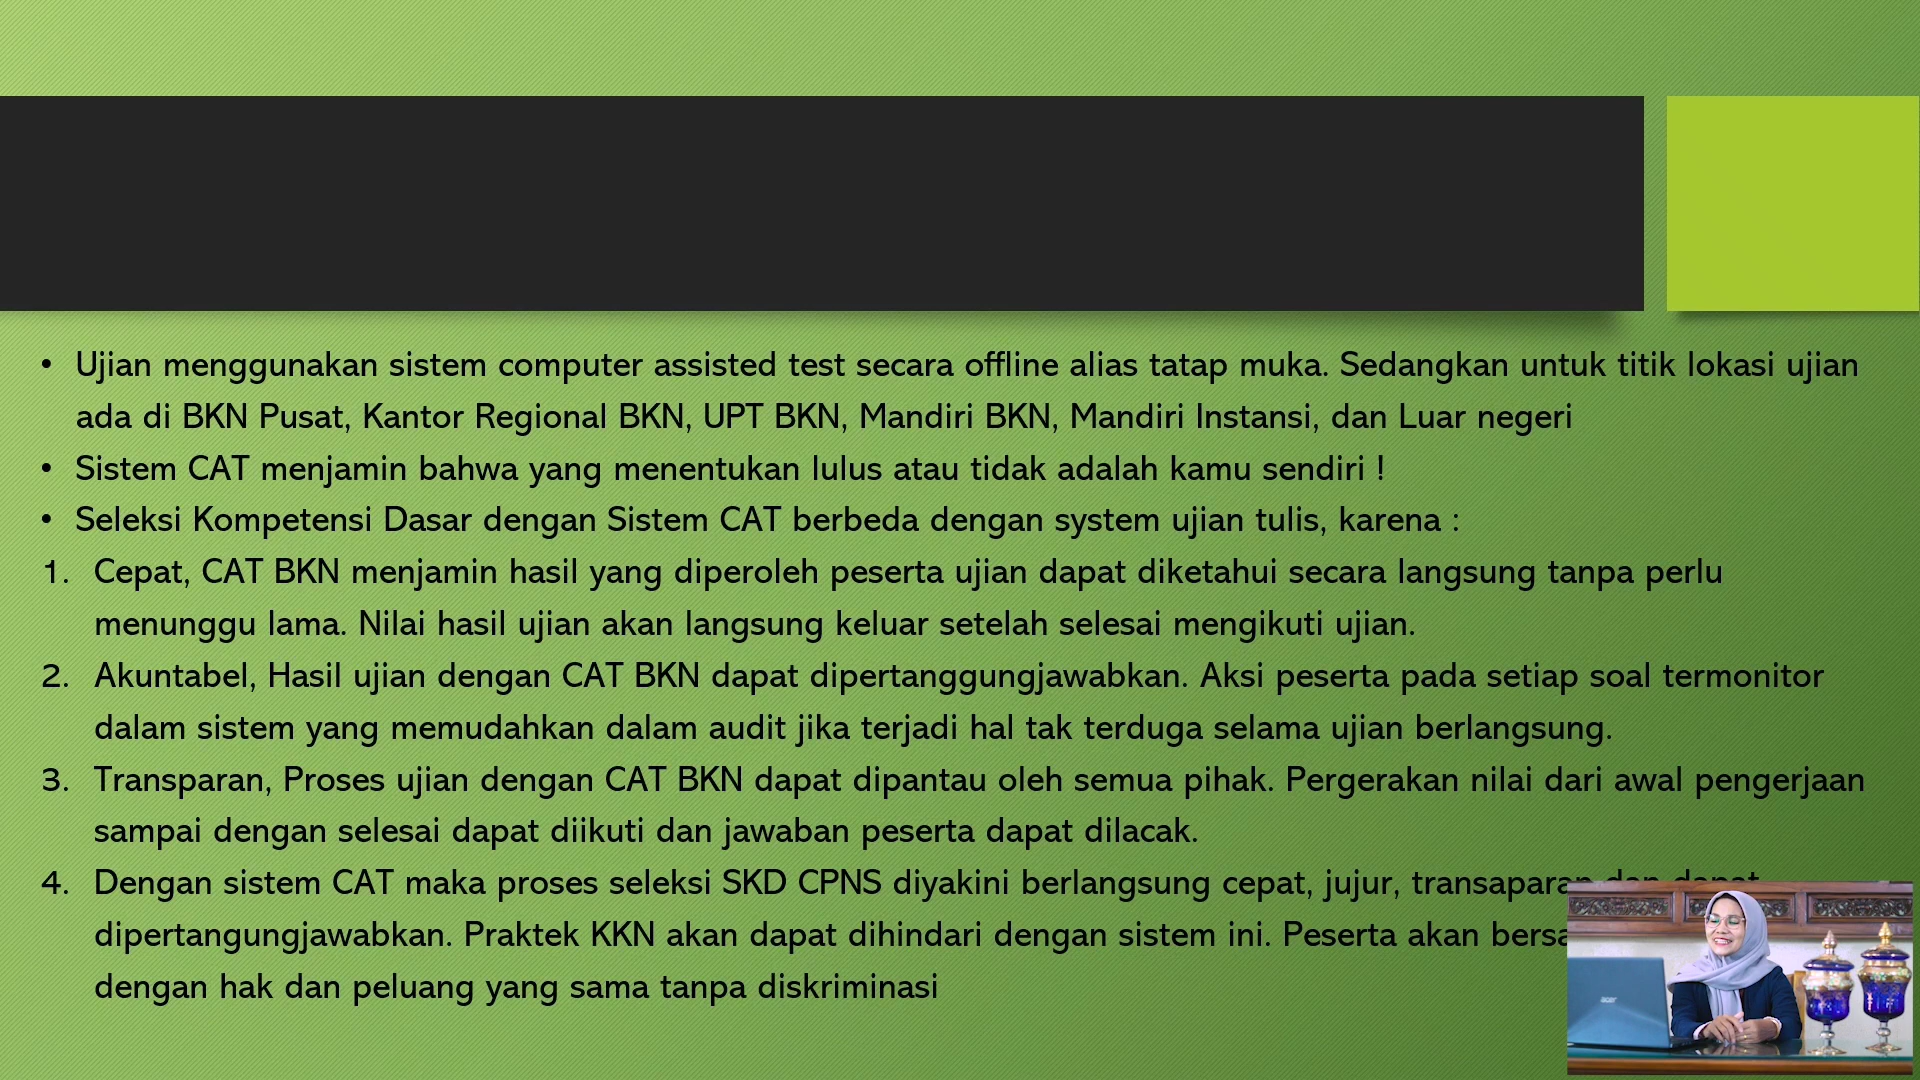 • Ujian menggunakan sistem computer assisted test secara offline alias tatap muka. Sedangkan untuk titik lokasi ujian
ada di BKN Pusat, Kantor Regional BKN, UPT BKN, Mandiri BKN, Mandiri Instansi, dan Luar negeri
• Sistem CAT menjamin bahwa yang menentukan lulus atau tidak adalah kamu sendiri !
• Seleksi Kompetensi Dasar dengan Sistem CAT berbeda dengan system ujian tulis, karena :
1. Cepat, CAT BKN menjamin hasil yang diperoleh peserta ujian dapat diketahui secara langsung tanpa perlu
menunggu lama. Nilai hasil ujian akan langsung keluar setelah selesai mengikuti ujian.
2. Akuntabel, Hasil ujian dengan CAT BKN dapat dipertanggungjawabkan. Aksi peserta pada setiap soal termonitor
dalam sistem yang memudahkan dalam audit jika terjadi hal tak terduga selama ujian berlangsung.
3. Transparan, Proses ujian dengan CAT BKN dapat dipantau oleh semua pihak. Pergerakan nilai dari awal pengerjaan
sampai dengan selesai dapat diikuti dan jawaban peserta dapat dilacak.
4. Dengan sistem CAT maka proses seleksi SKD CPNS diyakini berlangsung cepat, jujur, transaparan dan dapat
dipertangungjawabkan. Praktek KKN akan dapat dihindari dengan sistem ini. Peserta akan
dengan hak dan peluang yang sama tanpa diskriminasi
acer